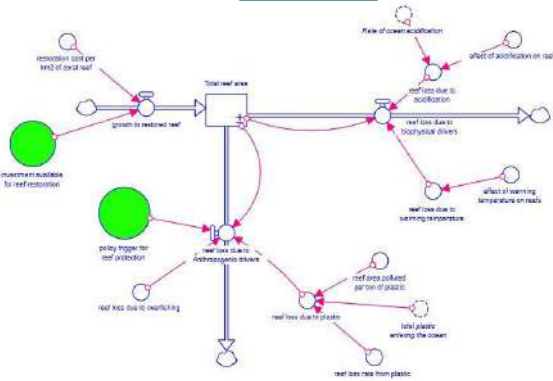 Rate of ocean acidification
restoration cost per
km2 of coral reef
effect of acidification on reef
Total reef area
reef loss due to
acidification
growth in restored reef
reef loss due to
biophysical drivers
investment available
for reef restoration
effect of warming
temperature on reefs
reef loss due to
warming temperature
policy trigger for
reef protection
reef loss due to
Anthropogenic drivers
reef area polluted
per ton of plastic
reef loss due to overfishing
reef loss due to plastic
total plastic
entering the ocean
reef loss rate from plastic